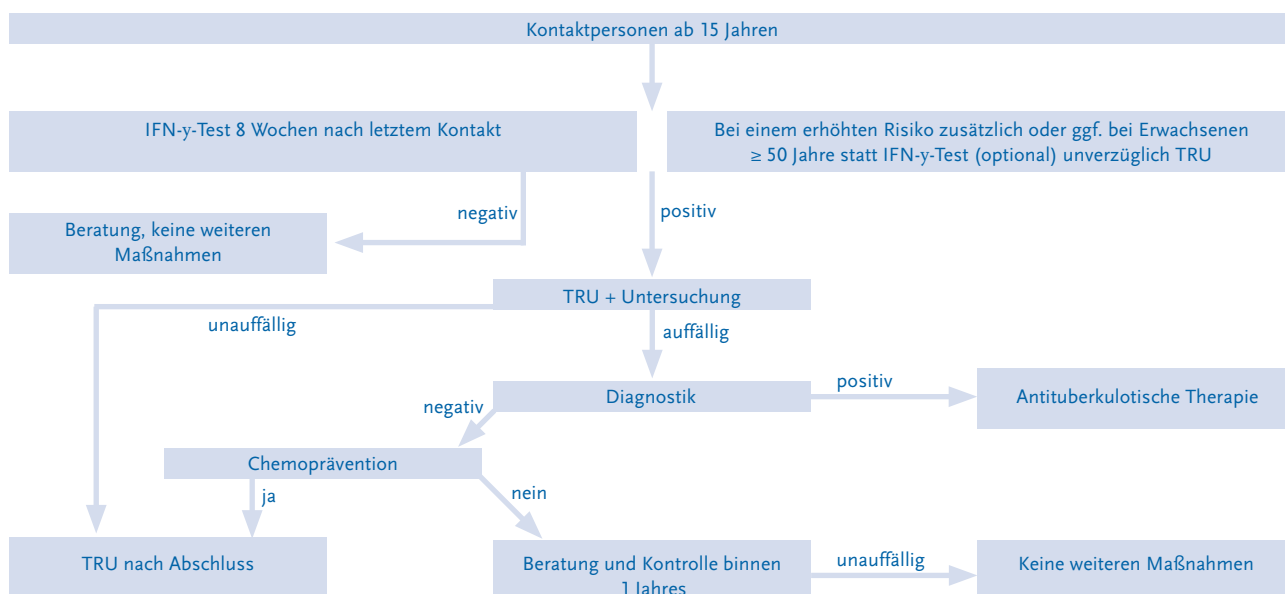 Kontaktpersonen ab 15 Jahren
IFN-y-Test 8 Wochen nach letztem Kontakt
Bei einem erhöhten Risiko zusätzlich oder ggf. bei Erwachsenen
≥ 50 Jahre statt IFN-y-Test (optional) unverzüglich TRU
negativ
positiv
Beratung, keine weiteren
Maßnahmen
TRU + Untersuchung
unauffällig
auffällig
Diagnostik
positiv
Antituberkulotische Therapie
negativ
Chemoprävention
ja
nein
TRU nach Abschluss
Beratung und Kontrolle binnen
1 Jahres
unauffällig
Keine weiteren Maßnahmen